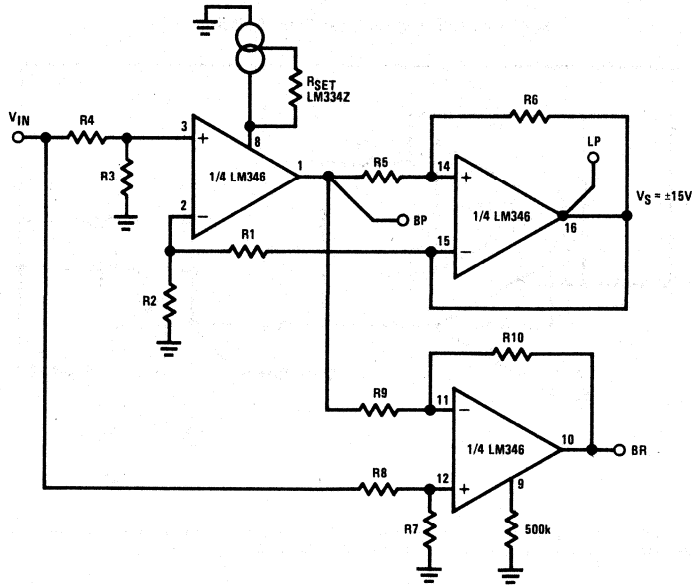 R6
RSET
LM334Z
VIN
R4
3
+
8
LP
1/4 LM346
1
R5
14
+
R3
VS = ±15V
1/4 LM346
2
−
BP
16
R1
15
−
R2
R10
R9
11
−
1/4 LM346
10
BR
R8
12
+
9
R7
500k